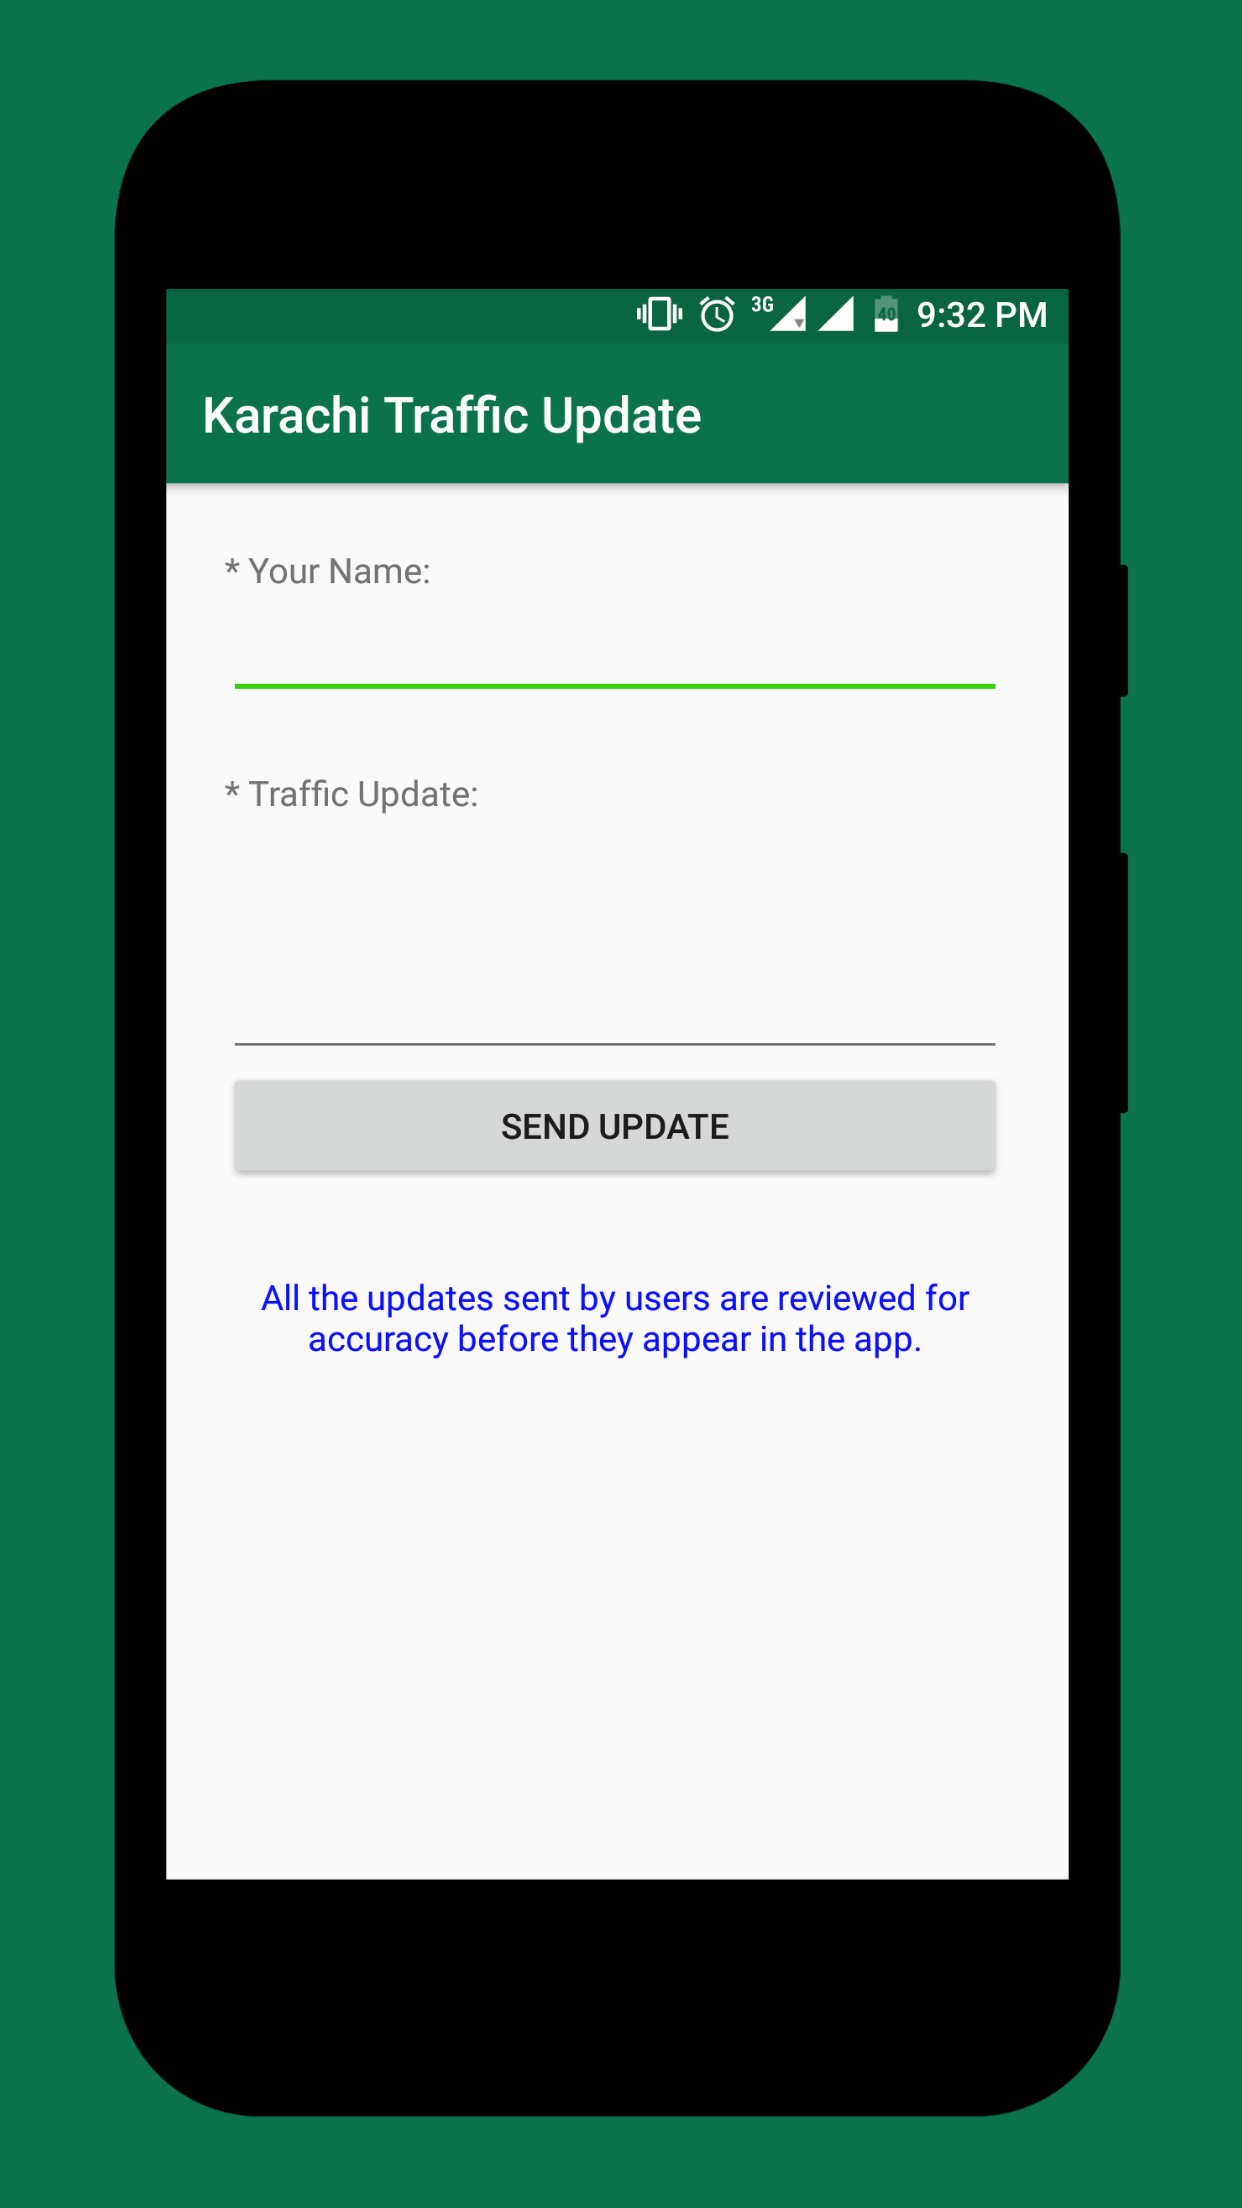 3G 40 9:32 PM
Karachi Traffic Update
* Your Name:
* Traffic Update:
SEND UPDATE
All the updates sent by users are reviewed for
accuracy before they appear in the app.